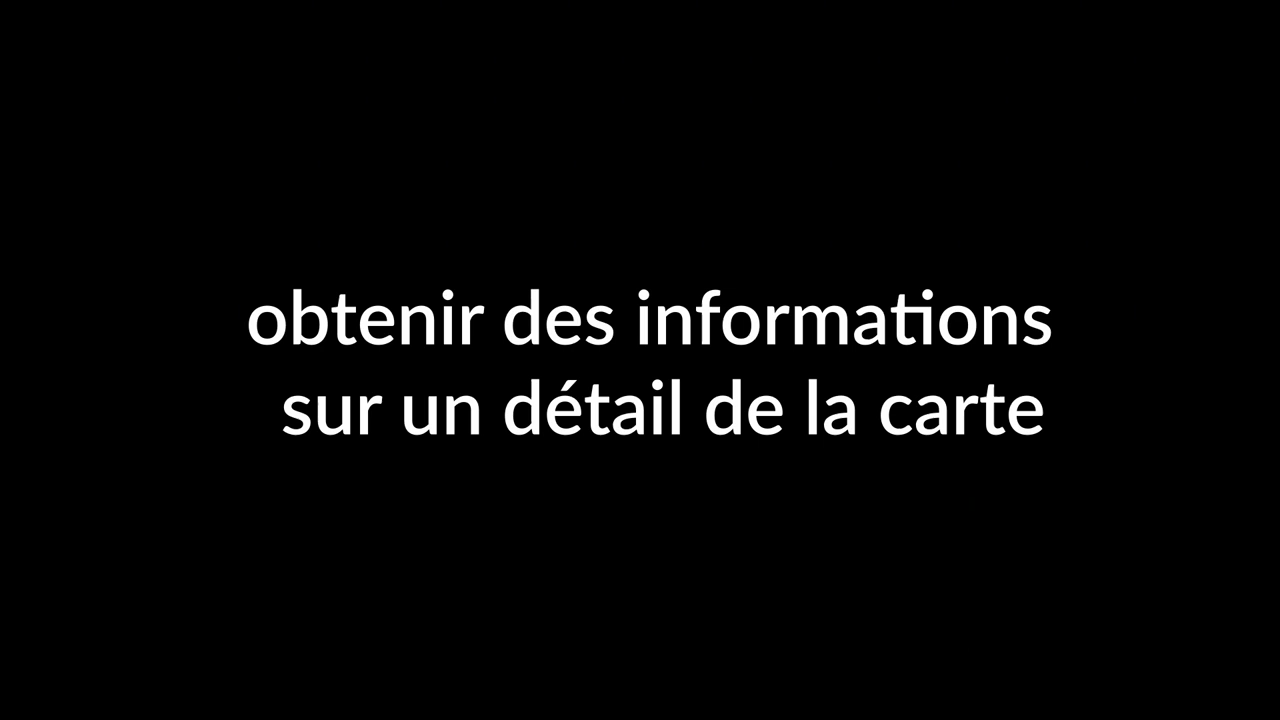 obtenir des informations
sur un détail de la carte